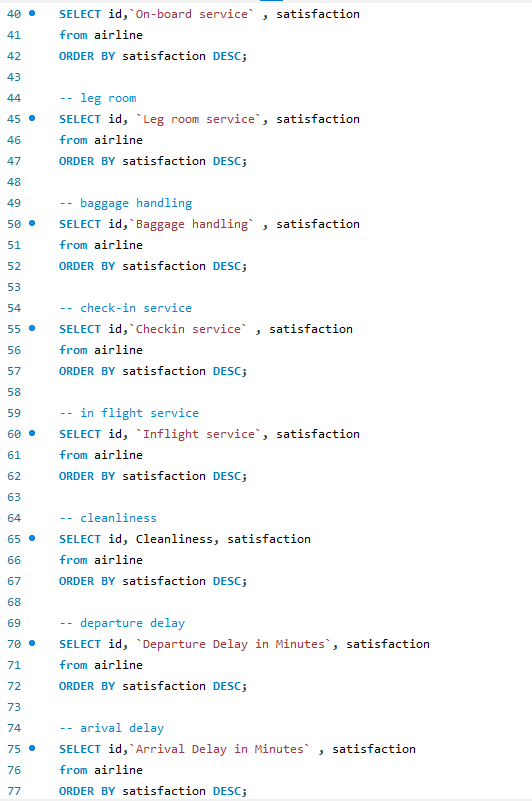 40 SELECT id,`On-board service` , satisfaction
41 from airline
42 ORDER BY satisfaction DESC;
43
44 -- leg room
45 SELECT id, `Leg room service`, satisfaction
46 from airline
47 ORDER BY satisfaction DESC;
48
49 -- baggage handling
50 SELECT id,`Baggage handling` , satisfaction
51 from airline
52 ORDER BY satisfaction DESC;
53
54 -- check-in service
55 SELECT id,`Checkin service` , satisfaction
56 from airline
57 ORDER BY satisfaction DESC;
58
59 -- in flight service
60 SELECT id, `Inflight service`, satisfaction
61 from airline
62 ORDER BY satisfaction DESC;
63
64 -- cleanliness
65 SELECT id, Cleanliness, satisfaction
66 from airline
67 ORDER BY satisfaction DESC;
68
69 -- departure delay
70 SELECT id, `Departure Delay in Minutes`, satisfaction
71 from airline
72 ORDER BY satisfaction DESC;
73
74 -- arival delay
75 SELECT id,`Arrival Delay in Minutes` , satisfaction
76 from airline
77 ORDER BY satisfaction DESC;